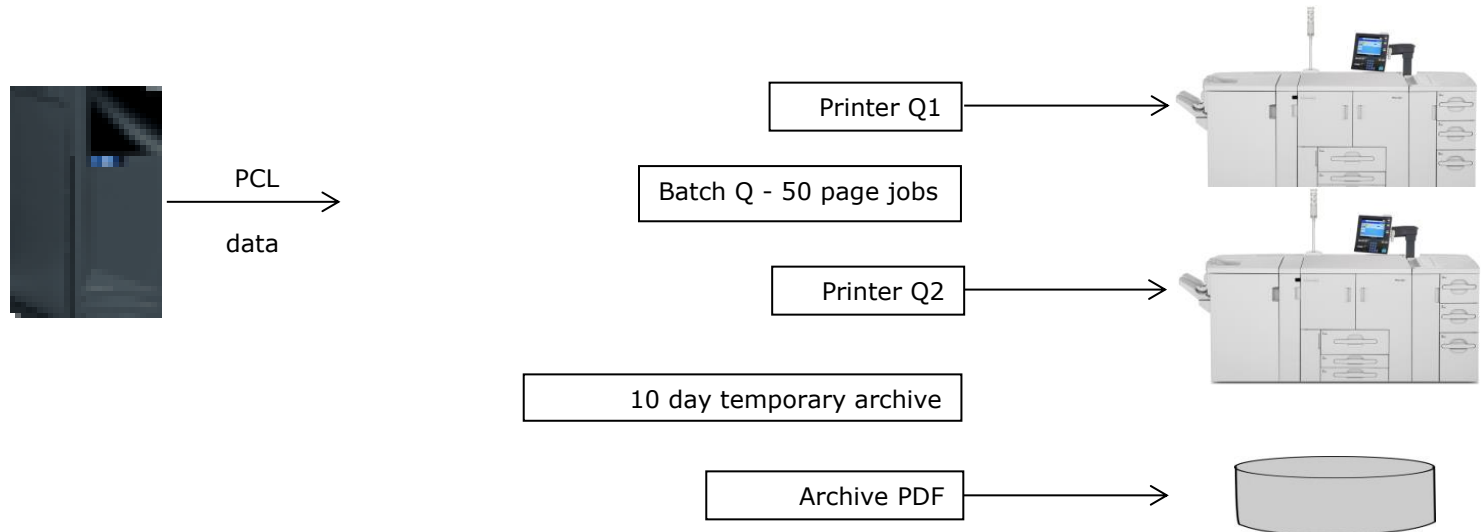 PCL
data
Printer Q1
Batch Q - 50 page jobs
Printer Q2
10 day temporary archive
Archive PDF